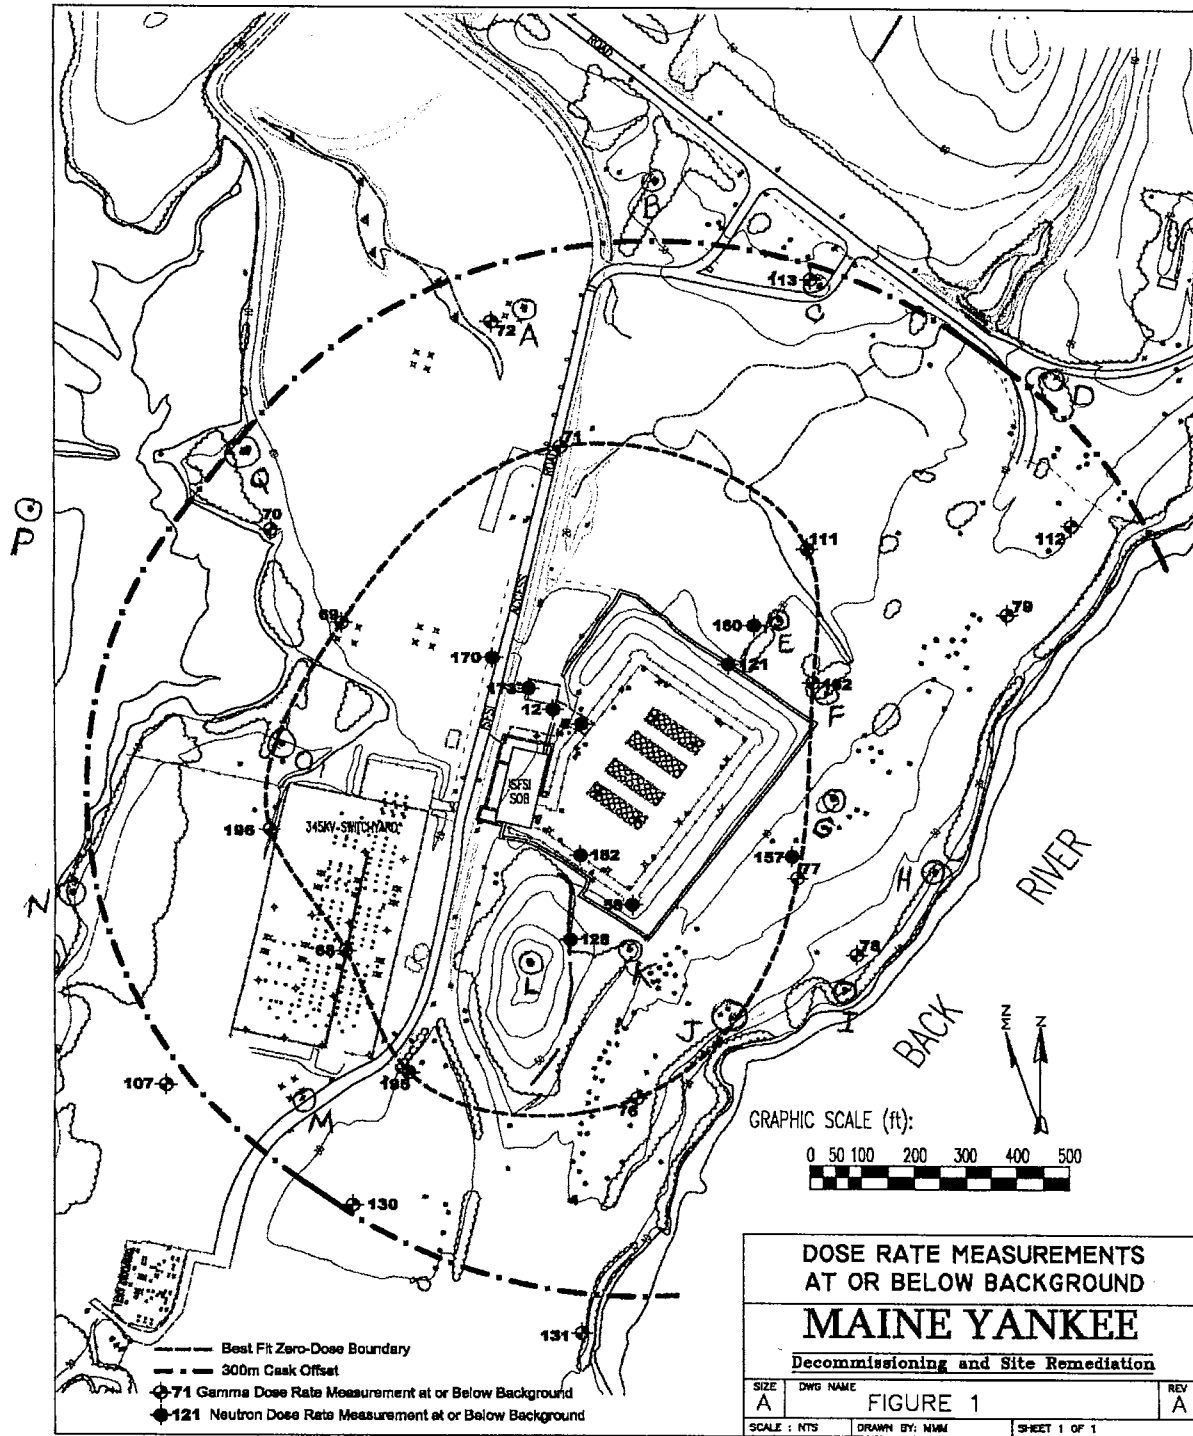 ROAD
B
113
C
72
A
D
71
ROAD
Q
70
P
111
112
69
ACCESS
160
E
79
170
121
173
162
F
12
ISFSI
O
ISFSI
SOB
196
345KV-SWITCHYARD
G
182
157
77
H
RIVER
N
58
68
128
K
78
L
J
I
BACK
N
107
195
76
M
GRAPHIC SCALE (ft):
0 50 100 200 300 400 500
130
131
DOSE RATE MEASUREMENTS
AT OR BELOW BACKGROUND
MAINE YANKEE
Decommissioning and Site Remediation
SIZE
A
DWG NAME
FIGURE 1
REV
A
SCALE : NTS
DRAWN BY: NMM
SHEET 1 OF 1
Best Fit Zero-Dose Boundary
300m Cask Offset
71 Gamma Dose Rate Measurement at or Below Background
121 Neutron Dose Rate Measurement at or Below Background